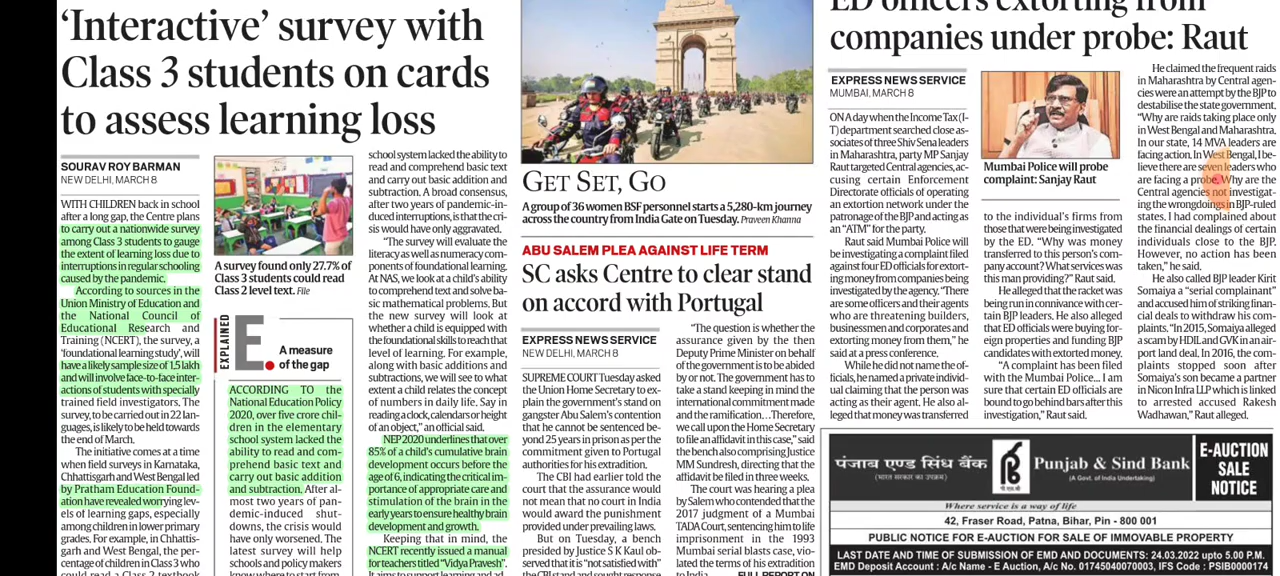 'Interactive' survey with
Class 3 students on cards
to assess learning loss
SOURAV ROY BARMAN
NEW DELHI, MARCH 8
WITH CHILDREN back in school
after a long gap, the Centre plans
to carry out a nationwide survey
among Class 3 students to gauge
the extent of learning loss due to
interruptions in regular schooling
caused by the pandemic.
According to sources in the
Union Ministry of Education and
the National Council of
Educational Research and
Training (NCERT), the survey, a
'foundational learning study', will
have a likely sample size of 1.5 lakh
and will involve face-to-face inter-
actions of students with specially
trained field investigators. The
survey, to be carried out in 22 lan-
guages, is likely to be held towards
the end of March.
The initiative comes at a time
when field surveys in Karnataka,
Chhattisgarh and West Bengal led
by Pratham Education Found-
ation have revealed worrying lev-
els of learning gaps, especially
among children in lower primary
grades. For example, in Chhattis-
garh and West Bengal, the per-
centage of children in Class 3 who
could read a Class 2 textbook
A survey found only 27.7% of
Class 3 students could read
Class 2 level text. File
EXPLAINED
E.
A measure
of the gap
ACCORDING TO the
National Education Policy
2020, over five crore chil-
dren in the elementary
school system lacked the
ability to read and com-
prehend basic text and
carry out basic addition
and subtraction. After al-
most two years of pan-
demic-induced shut-
downs, the crisis would
have only worsened. The
latest survey will help
schools and policy makers
know where to start from.
school system lacked the ability to
read and comprehend basic text
and carry out basic addition and
subtraction. A broad consensus,
after two years of pandemic-in-
duced interruptions, is that the cri-
sis would have only aggravated.
"The survey will evaluate the
literacy as well as numeracy com-
ponents of foundational learning.
At NAS, we look at a child's ability
to comprehend text and solve ba-
sic mathematical problems. But
the new survey will look at
whether a child is equipped with
the foundational skills to reach that
level of learning. For example,
along with basic additions and
subtractions, we will see to what
extent a child relates the concept
of numbers in daily life. Say in
reading a clock, calendars or height
of an object," an official said.
NEP 2020 underlines that over
85% of a child's cumulative brain
development occurs before the
age of 6, indicating the critical im-
portance of appropriate care and
stimulation of the brain in the
early years to ensure healthy brain
development and growth.
Keeping that in mind, the
NCERT recently issued a manual
for teachers titled "Vidya Pravesh".
It aims to support learning and ad-
GET SET, GO
A group of 36 women BSF personnel starts a 5,280-km journey
across the country from India Gate on Tuesday. Praveen Khanna
ABU SALEM PLEA AGAINST LIFE TERM
SC asks Centre to clear stand
on accord with Portugal
EXPRESS NEWS SERVICE
NEW DELHI, MARCH 8
SUPREME COURT Tuesday asked
the Union Home Secretary to ex-
plain the government's stand on
gangster Abu Salem's contention
that he cannot be sentenced be-
yond 25 years in prison as per the
commitment given to Portugal
authorities for his extradition.
The CBI had earlier told the
court that the assurance would
not mean that no court in India
would award the punishment
provided under prevailing laws.
But on Tuesday, a bench
presided by Justice S K Kaul ob-
served that it is "not satisfied" with
the CBI stand and sought response
"The question is whether the
assurance given by the then
Deputy Prime Minister on behalf
of the government is to be abided
by or not. The government has to
take a stand keeping in mind the
international commitment made
and the ramification...Therefore,
we call upon the Home Secretary
to file an affidavit in this case," said
the bench also comprising Justice
MM Sundresh, directing that the
affidavit be filed in three weeks.
The court was hearing a plea
by Salem who contended that the
2017 judgment of a Mumbai
TADA Court, sentencing him to life
imprisonment in the 1993
Mumbai serial blasts case, vio-
lated the terms of extradition
to India. FULL REPORT ON
ED officers extorting from
companies under probe: Raut
EXPRESS NEWS SERVICE
MUMBAI, MARCH 8
ON A day when the Income Tax (I-
T) department searched close as-
sociates of three Shiv Sena leaders
in Maharashtra, party MP Sanjay
Raut targeted Central agencies, ac-
cusing certain Enforcement
Directorate officials of operating
an extortion network under the
patronage of the BJP and acting as
an "ATM" for the party.
Raut said Mumbai Police will
be investigating a complaint filed
against four ED officials for extort-
ing money from companies being
investigated by the agency. "There
are some officers and their agents
who are threatening builders,
businessmen and corporates and
extorting money from them," he
said at a press conference.
While he did not name the of-
ficials, he named a private individ-
ual claiming that the person was
acting as their agent. He also al-
leged that money was transferred
Mumbai Police will probe
complaint: Sanjay Raut
to the individual's firms from
those that were being investigated
by the ED. "Why was money
transferred to this person's com-
pany account? What services was
this man providing?" Raut said.
He alleged that the racket was
being run in connivance with cer-
tain BJP leaders. He also alleged
that ED officials were buying for-
eign properties and funding BJP
candidates with extorted money.
"A complaint has been filed
with the Mumbai Police... I am
sure that certain ED officials are
bound to go behind bars after this
investigation," Raut said.
He claimed the frequent raids
in Maharashtra by Central agen-
cies were an attempt by the BJP to
destabilise the state government.
"Why are raids taking place only
in West Bengal and Maharashtra.
In our state, 14 MVA leaders are
facing action. In West Bengal, I be-
lieve there are seven leaders who
are facing a probe. Why are the
Central agencies not investigat-
ing the wrongdoings in BJP-ruled
states. I had complained about
the financial dealings of certain
individuals close to the BJP.
However, no action has been
taken," he said.
He also called BJP leader Kirit
Somaiya a "serial complainant"
and accused him of striking finan-
cial deals to withdraw his com-
plaints. "In 2015, Somaiya alleged
a scam by HDIL and GVK in an air-
port land deal. In 2016, the com-
plaints stopped soon after
Somaiya's son became a partner
in Nicon Infra LLP which is linked
to arrested accused Rakesh
Wadhawan," Raut alleged.
पंजाब एण्ड सिंध बैंक
(भारत सरकार का उपक्रम)
Punjab & Sind Bank
(A Govt. of India Undertaking)
E-AUCTION
SALE
NOTICE
Where service is a way of life
42, Fraser Road, Patna, Bihar, Pin - 800 001
PUBLIC NOTICE FOR E-AUCTION FOR SALE OF IMMOVABLE PROPERTY
LAST DATE AND TIME OF SUBMISSION OF EMD AND DOCUMENTS: 24.03.2022 upto 5.00 P.M.
EMD Deposit Account : A/c Name - E Auction, A/c No. 01745040070003, IFS Code : PSIB0000174